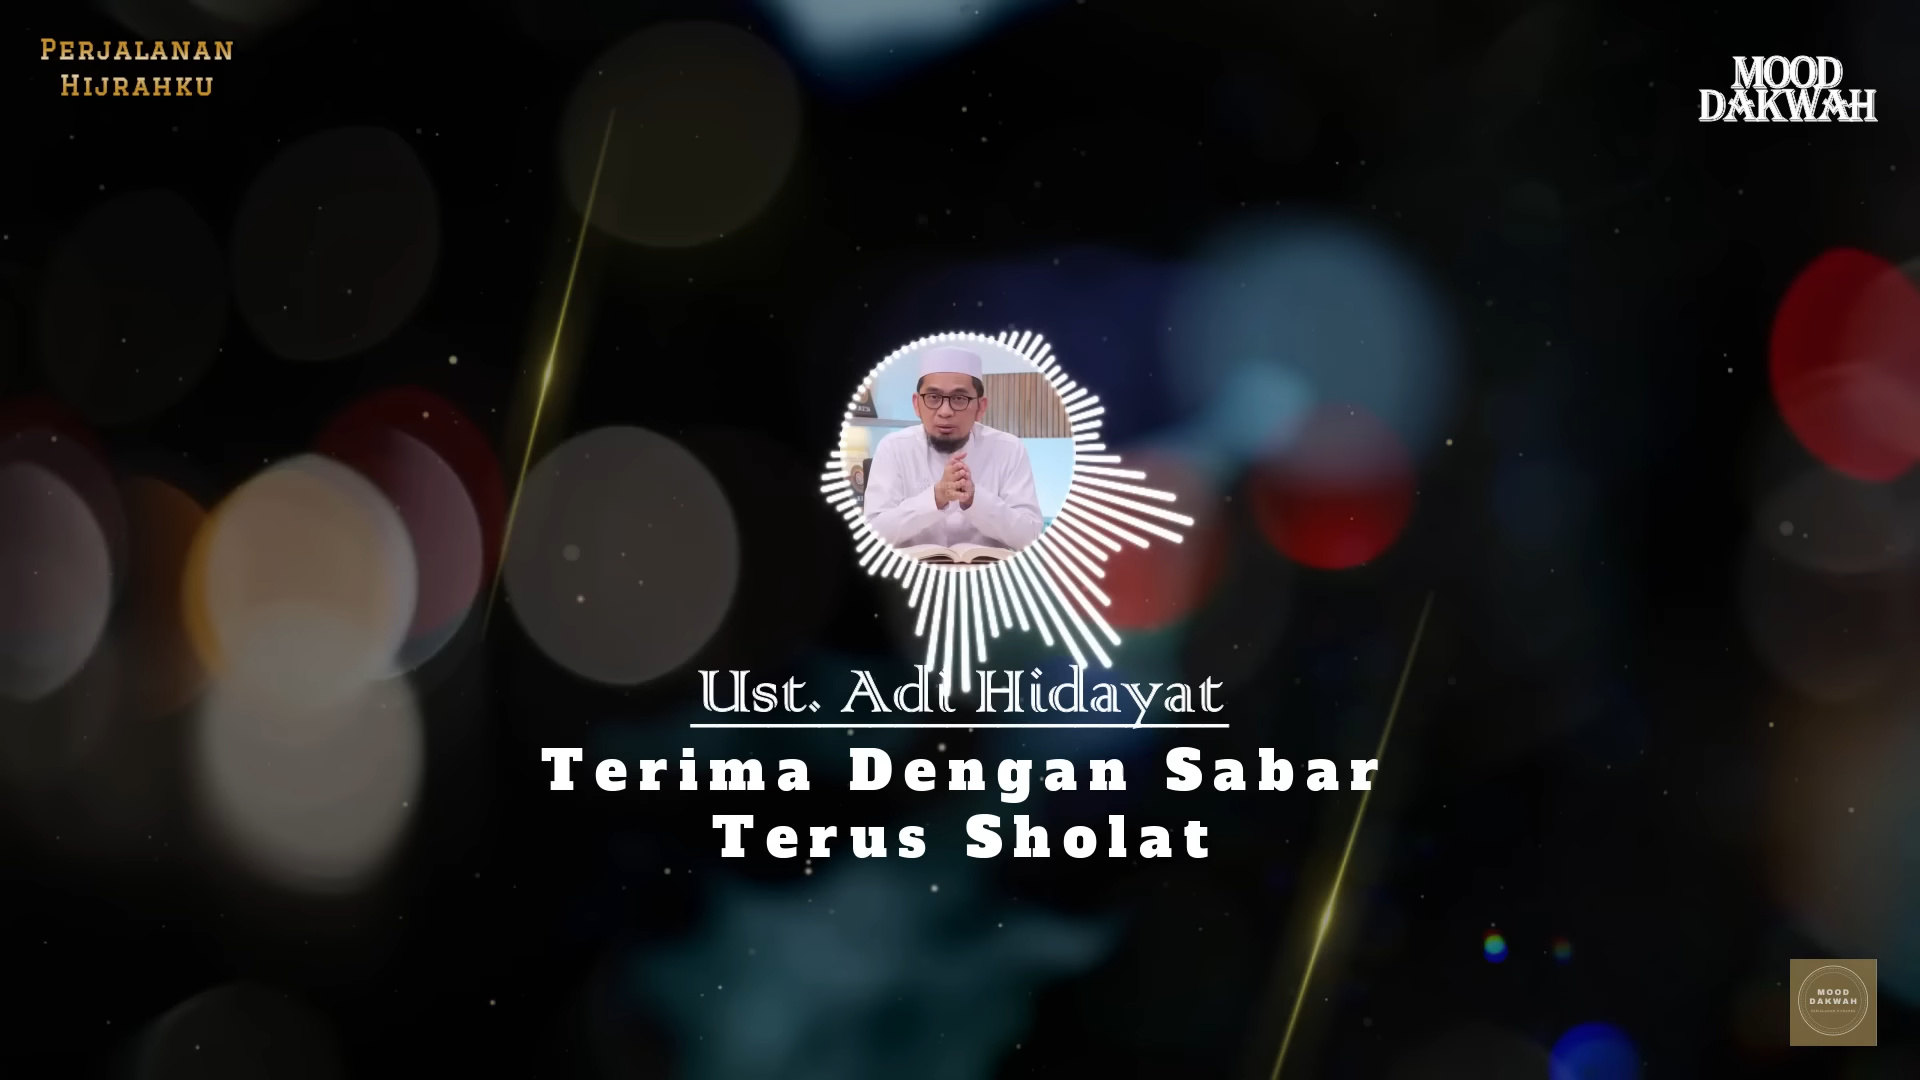 Perjalanan
Hijrahku
MOOD
DAKWAH
Ust. Adi Hidayat
Terima Dengan Sabar
Terus Sholat
MOOD
DAKWAH